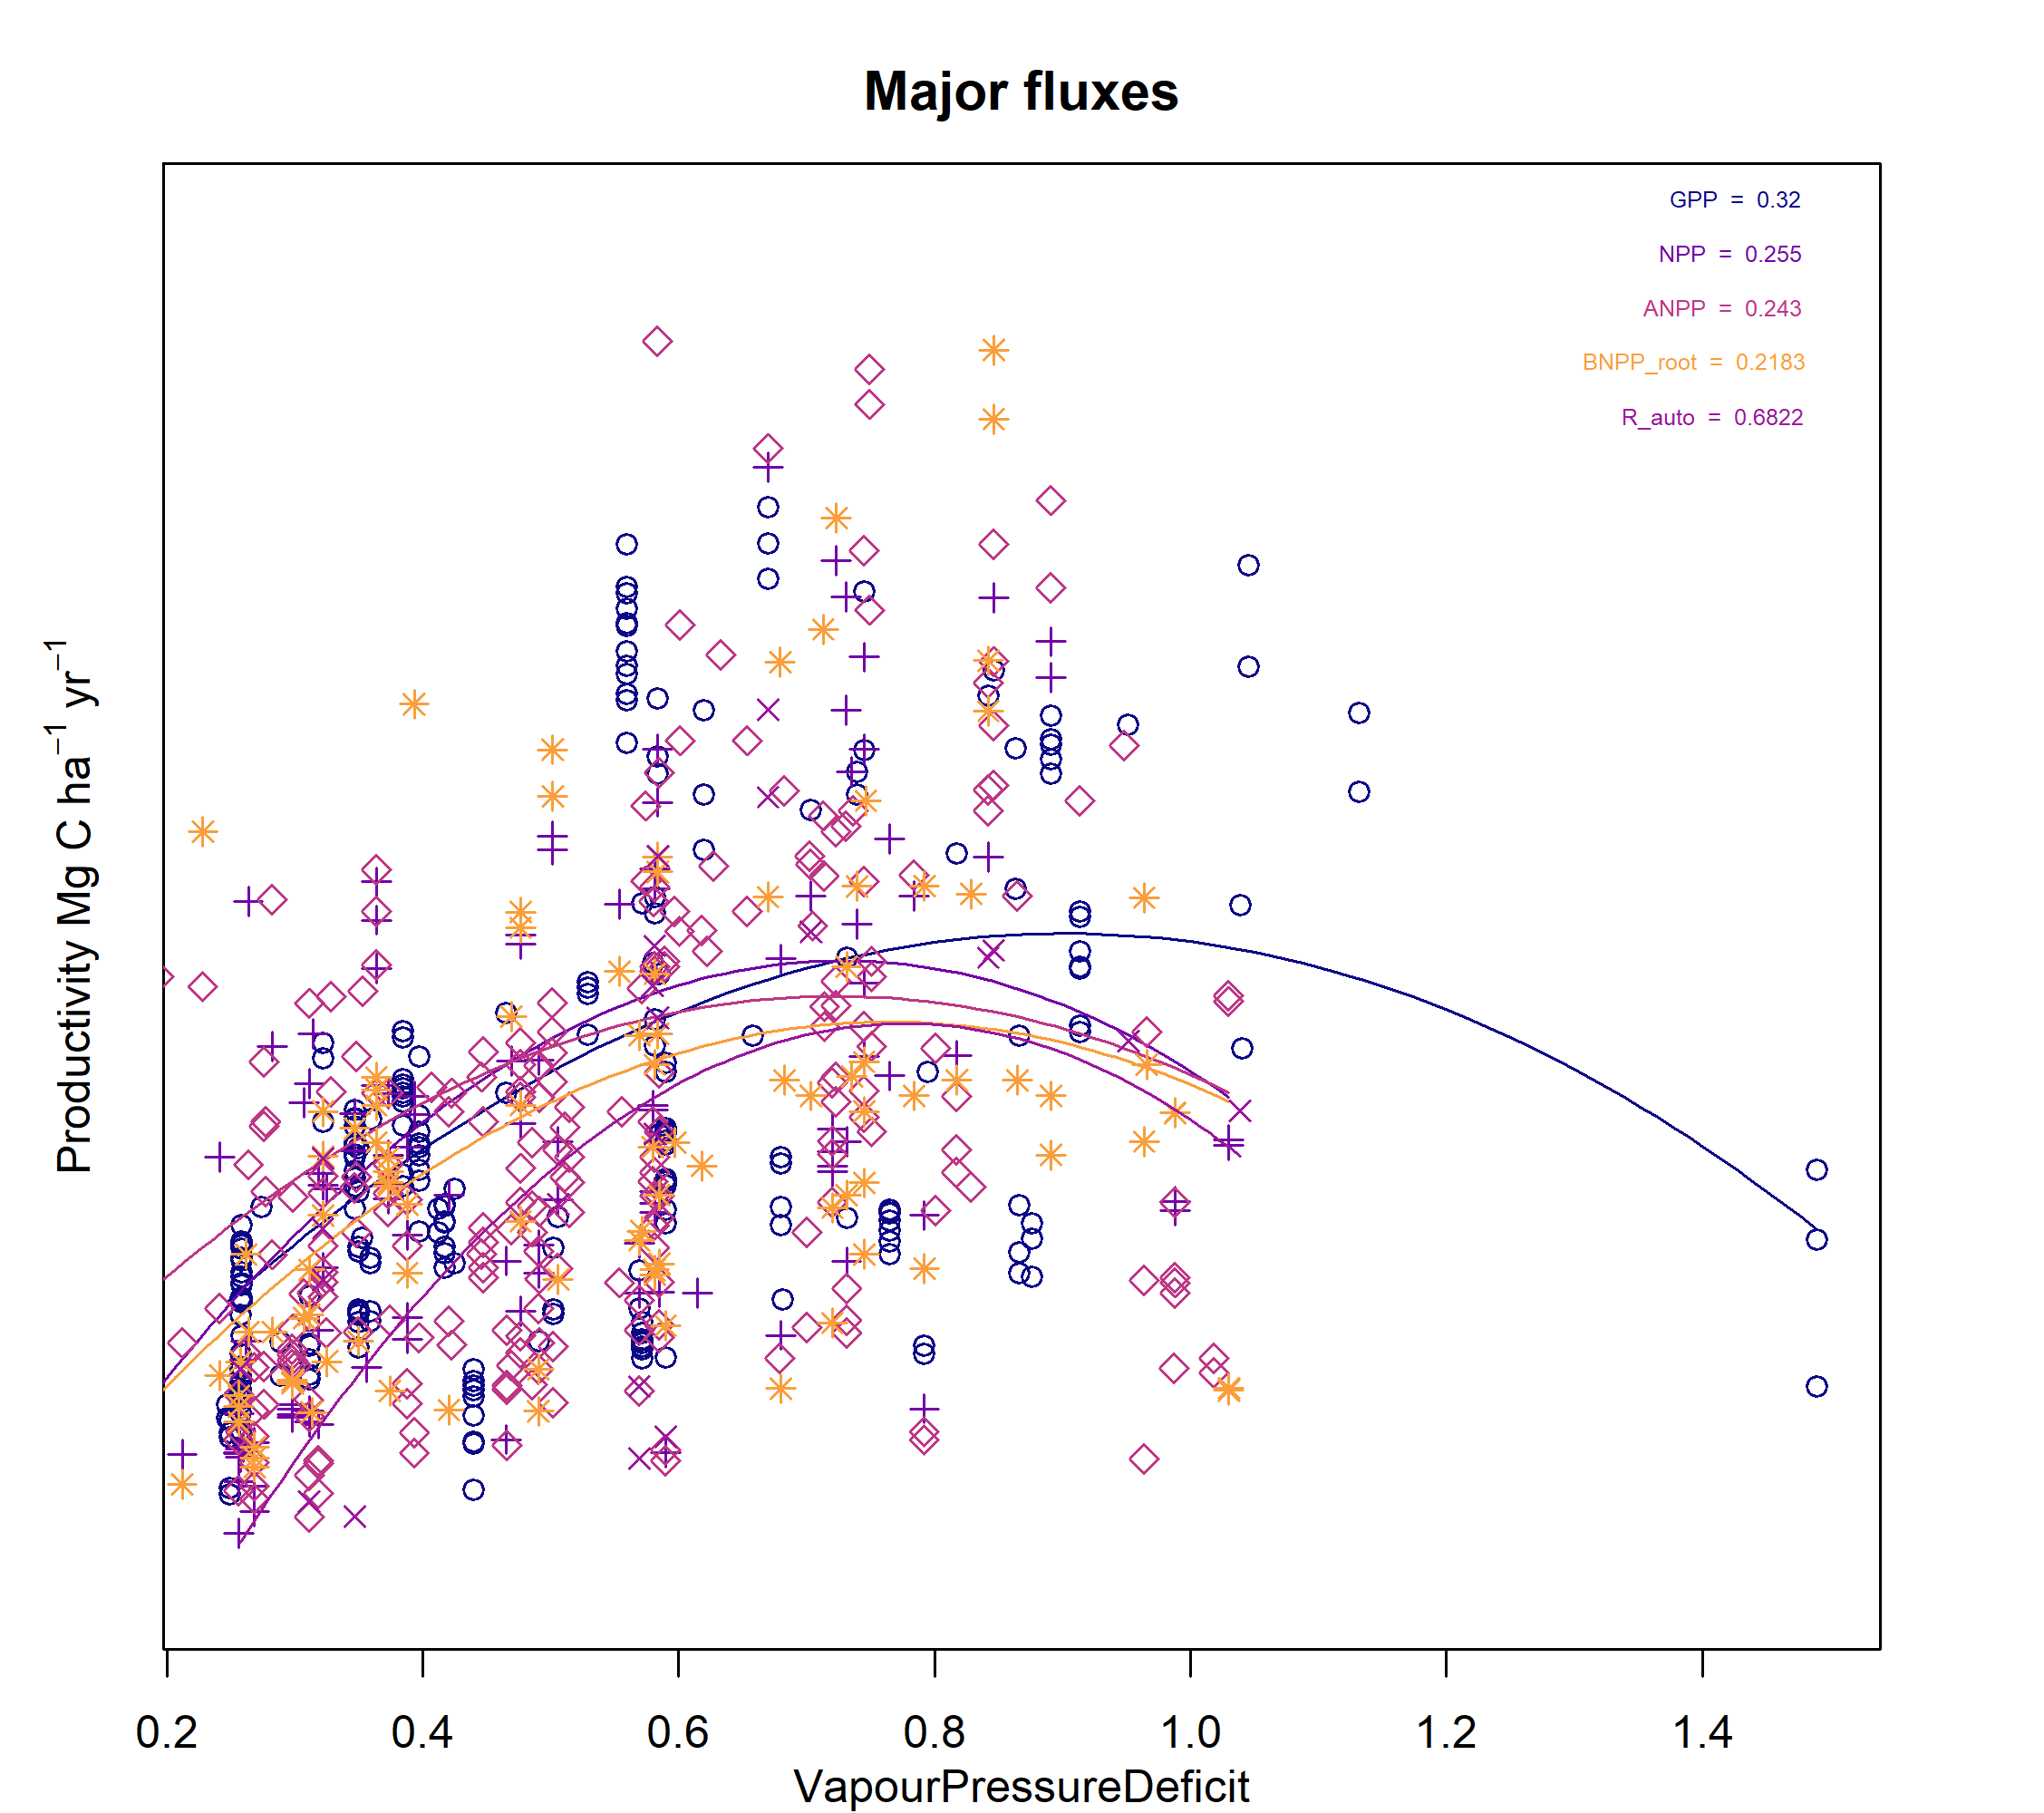 Major fluxes
GPP = 0.32
NPP = 0.255
ANPP = 0.243
BNPP_root = 0.2183
R_auto = 0.6822
Productivity Mg C ha⁻¹ yr⁻¹
0.2 0.4 0.6 0.8 1.0 1.2 1.4
VapourPressureDeficit